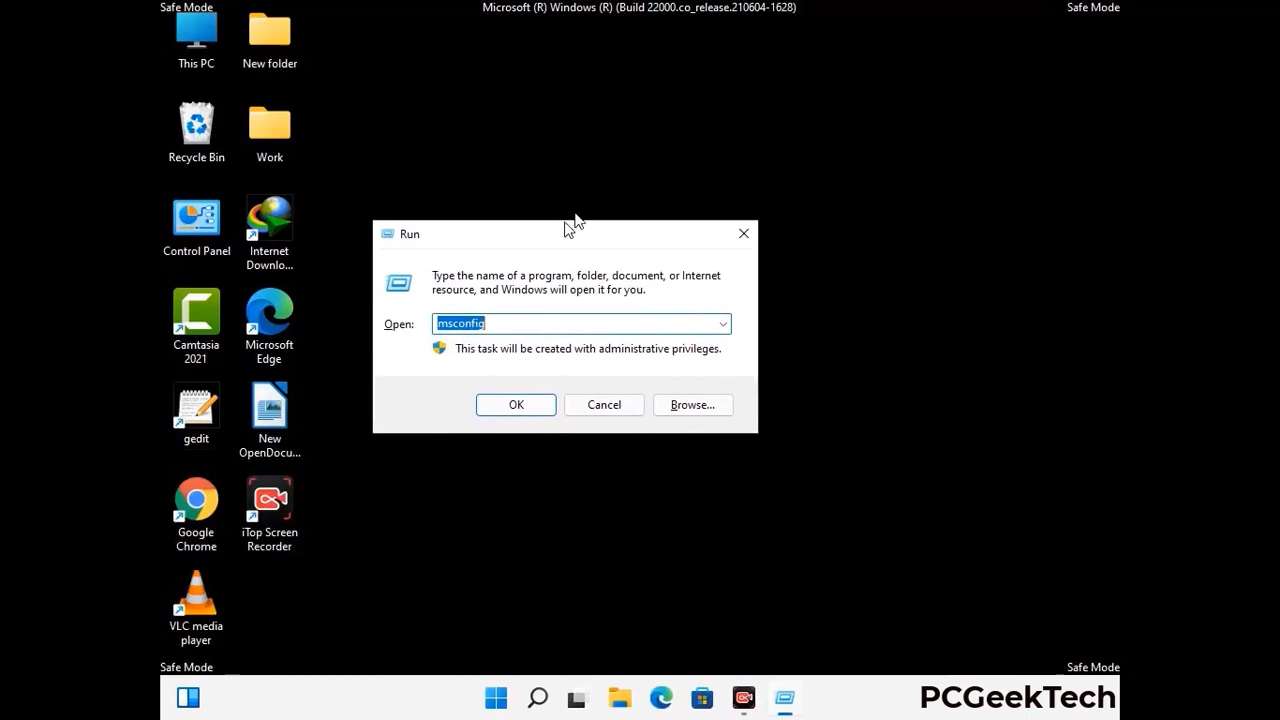 Safe Mode
Microsoft (R) Windows (R) (Build 22000.co_release.210604-1628)
Safe Mode
This PC
New folder
Recycle Bin
Work
Control Panel
Internet
Downlo...
Camtasia
2021
Microsoft
Edge
gedit
New
OpenDocu...
Google
Chrome
iTop Screen
Recorder
VLC media
player
Run
Type the name of a program, folder, document, or Internet
resource, and Windows will open it for you.
Open:
msconfig
This task will be created with administrative privileges.
OK
Cancel
Browse...
Safe Mode
Safe Mode
PCGeekTech